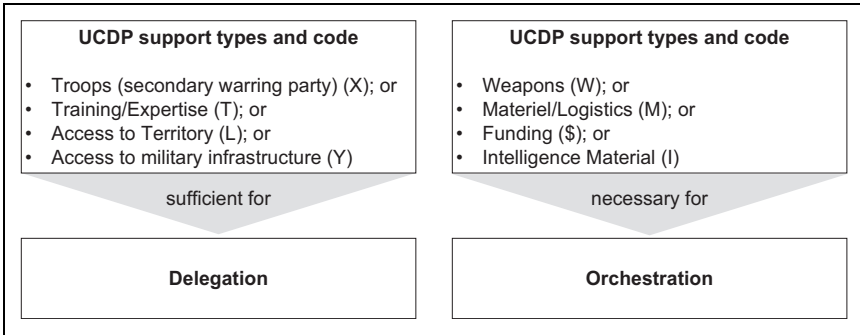 UCDP support types and code
• Troops (secondary warring party) (X); or
• Training/Expertise (T); or
• Access to Territory (L); or
• Access to military infrastructure (Y)
sufficient for
Delegation
UCDP support types and code
• Weapons (W); or
• Materiel/Logistics (M); or
• Funding ($); or
• Intelligence Material (I)
necessary for
Orchestration